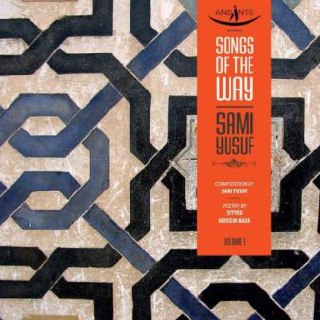 ANDANTE
SONGS
OF THE
WAY
SAMI
YUSUF
COMPOSITION BY
SAMI YUSUF
POETRY BY
SEYYED
HOSSEIN NASR
VOLUME 1